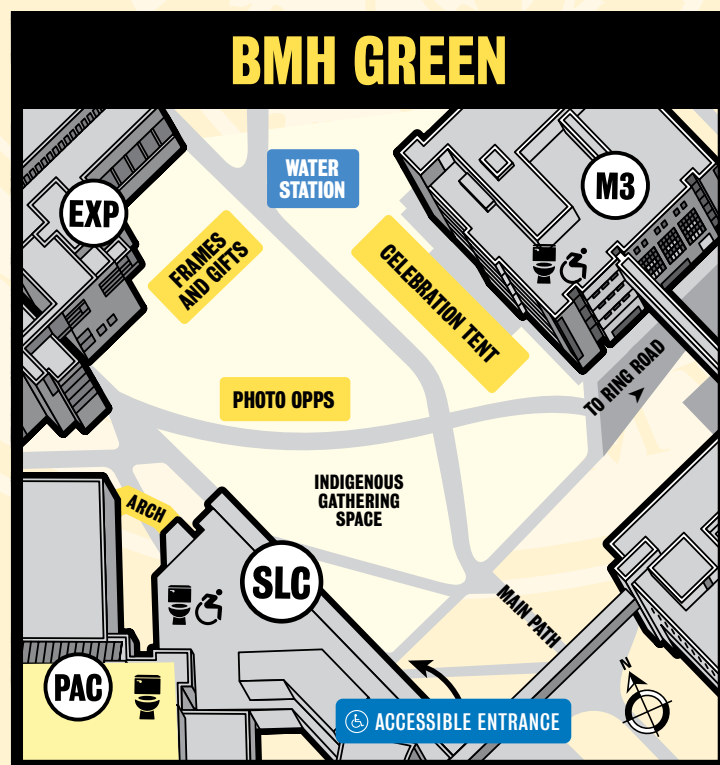 BMH GREEN
WATER
STATION
M3
EXP
FRAMES
AND GIFTS
CELEBRATION TENT
TO RING ROAD
PHOTO OPPS
INDIGENOUS
GATHERING
SPACE
ARCH
SLC
MAIN PATH
PAC
N
ACCESSIBLE ENTRANCE